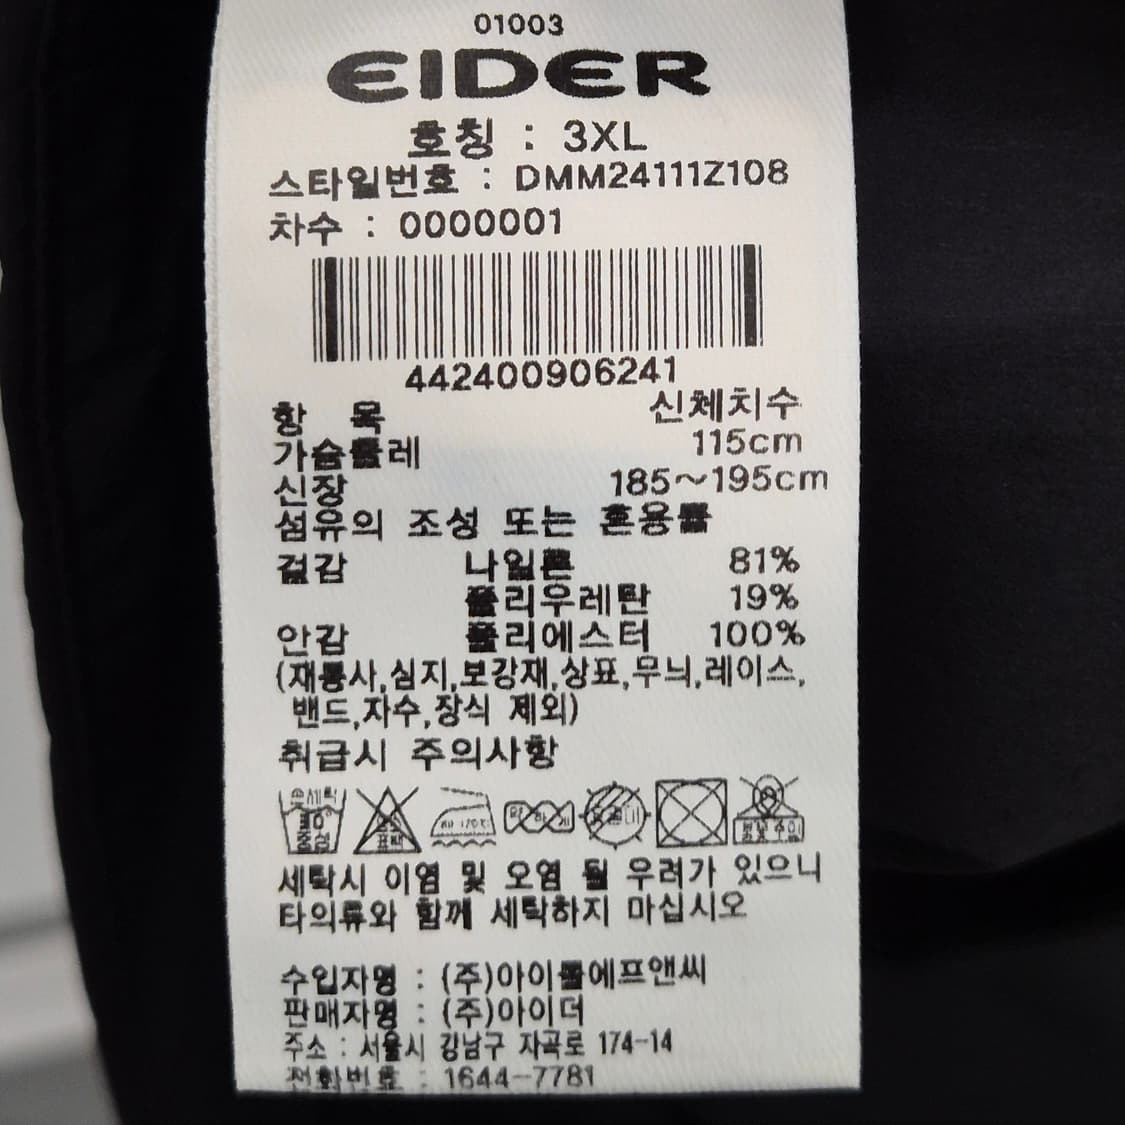 01003
EIDER
호칭 : 3XL
스타일번호 : DMM24111Z108
차수 : 0000001
442400906241
항 목 신체치수
가슴둘레 115cm
신장 185~195cm
섬유의 조성 또는 혼용률
겉감 나일론 81%
폴리우레탄 19%
안감 폴리에스터 100%
(재봉사,심지,보강재,상표,무늬,레이스,
밴드,자수,장식 제외)
취급시 주의사항
손세탁
중성
세탁시 이염 및 오염 될 우려가 있으니
타의류와 함께 세탁하지 마십시오
수입자명 : (주)아이돌에프앤씨
판매자명 : (주)아이더
주소 : 서울시 강남구 자곡로 174-14
전화번호 : 1644-7781